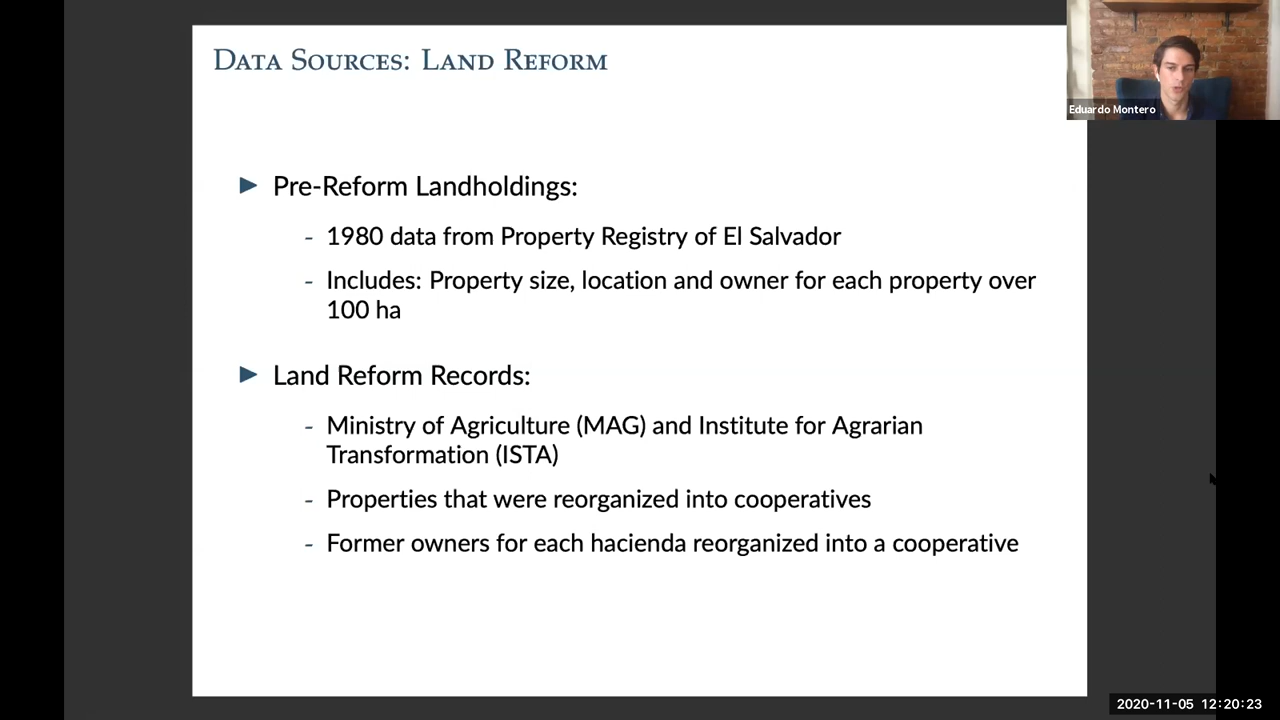 DATA SOURCES: LAND REFORM
Eduardo Montero
► Pre-Reform Landholdings:
- 1980 data from Property Registry of El Salvador
- Includes: Property size, location and owner for each property over
100 ha
► Land Reform Records:
- Ministry of Agriculture (MAG) and Institute for Agrarian
Transformation (ISTA)
- Properties that were reorganized into cooperatives
- Former owners for each hacienda reorganized into a cooperative
2020-11-05 12:20:23